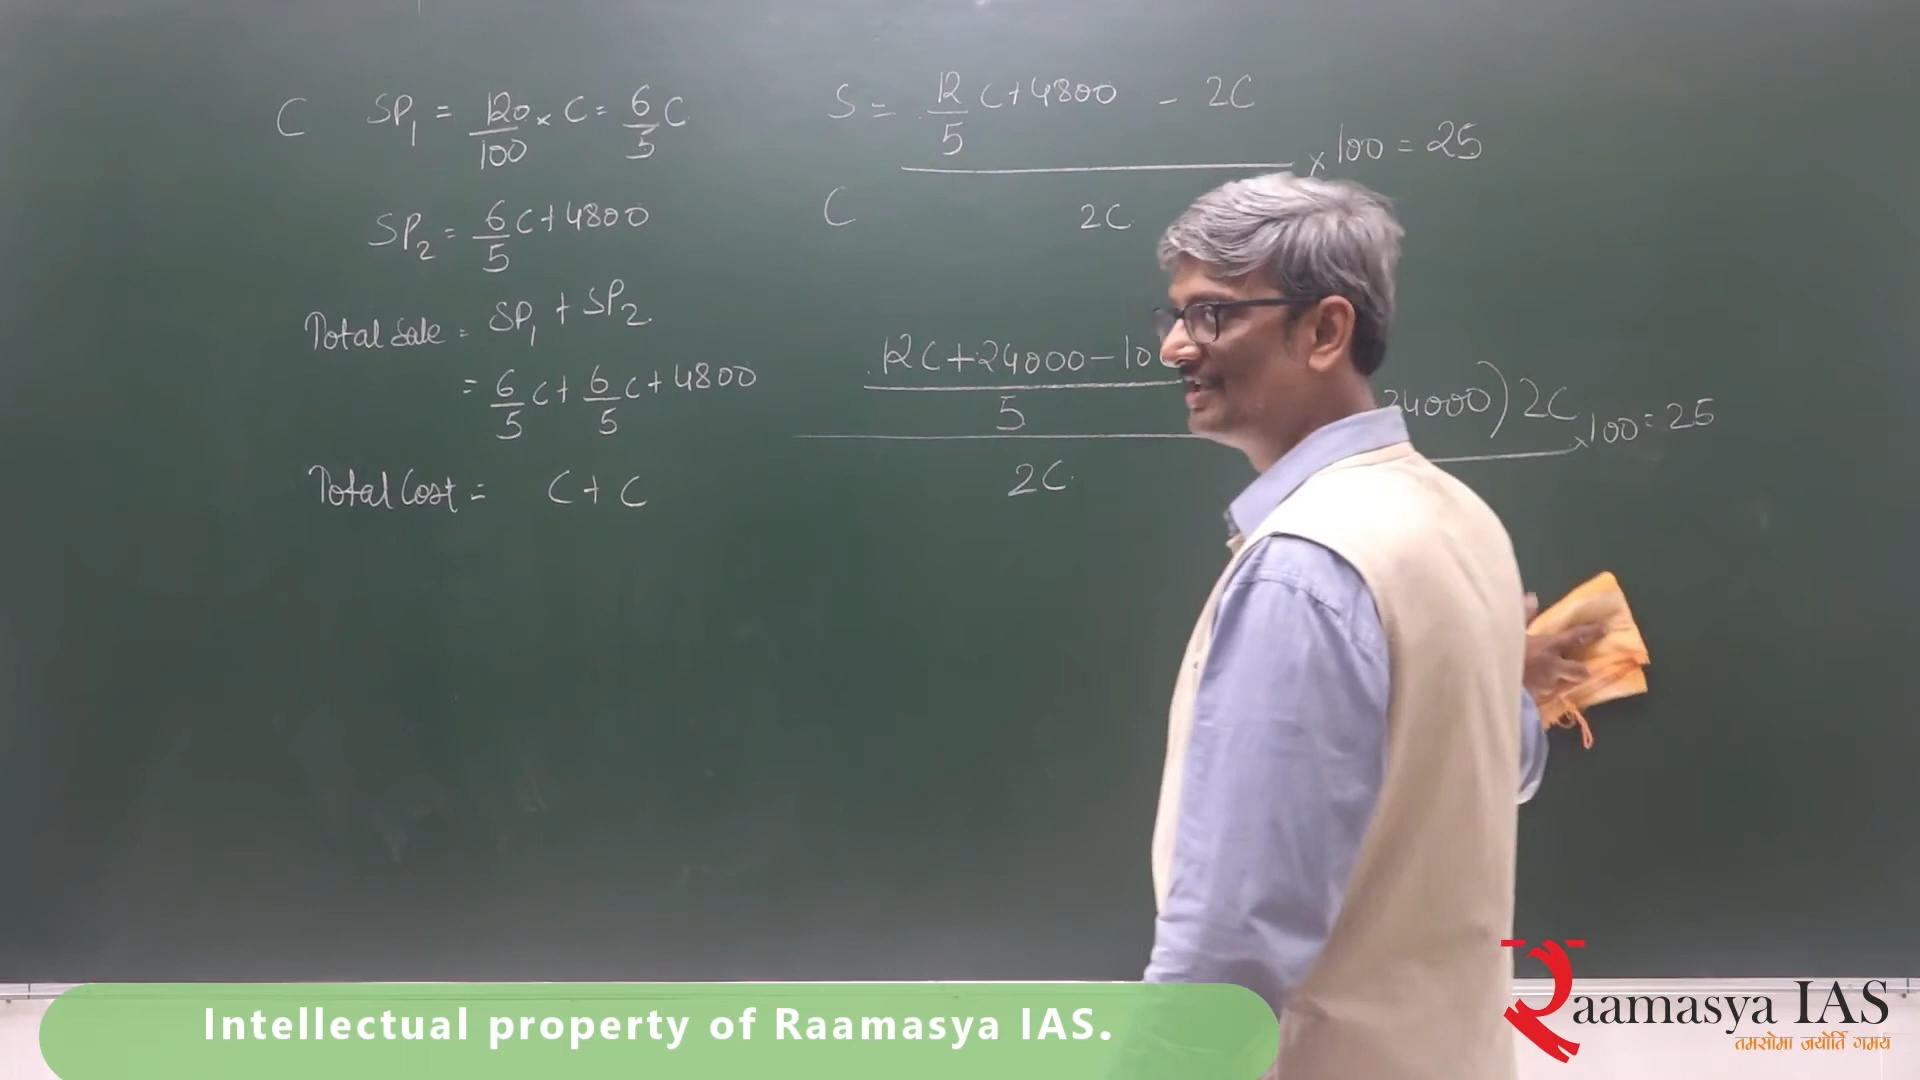 C SP₁ = 120/100 × C = 6/5 C
SP₂ = 6/5 C + 4800
Total Sale = SP₁ + SP₂
= 6/5 C + 6/5 C + 4800
Total Cost = C + C
S = 12/5 C + 4800 - 2C
× 100 = 25
C 2C
12C + 24000 - 10
5
2C
24000) 2C
× 100 = 25
Intellectual property of Raamasya IAS.
Raamasya IAS
तमसोमा ज्योर्ति गमय